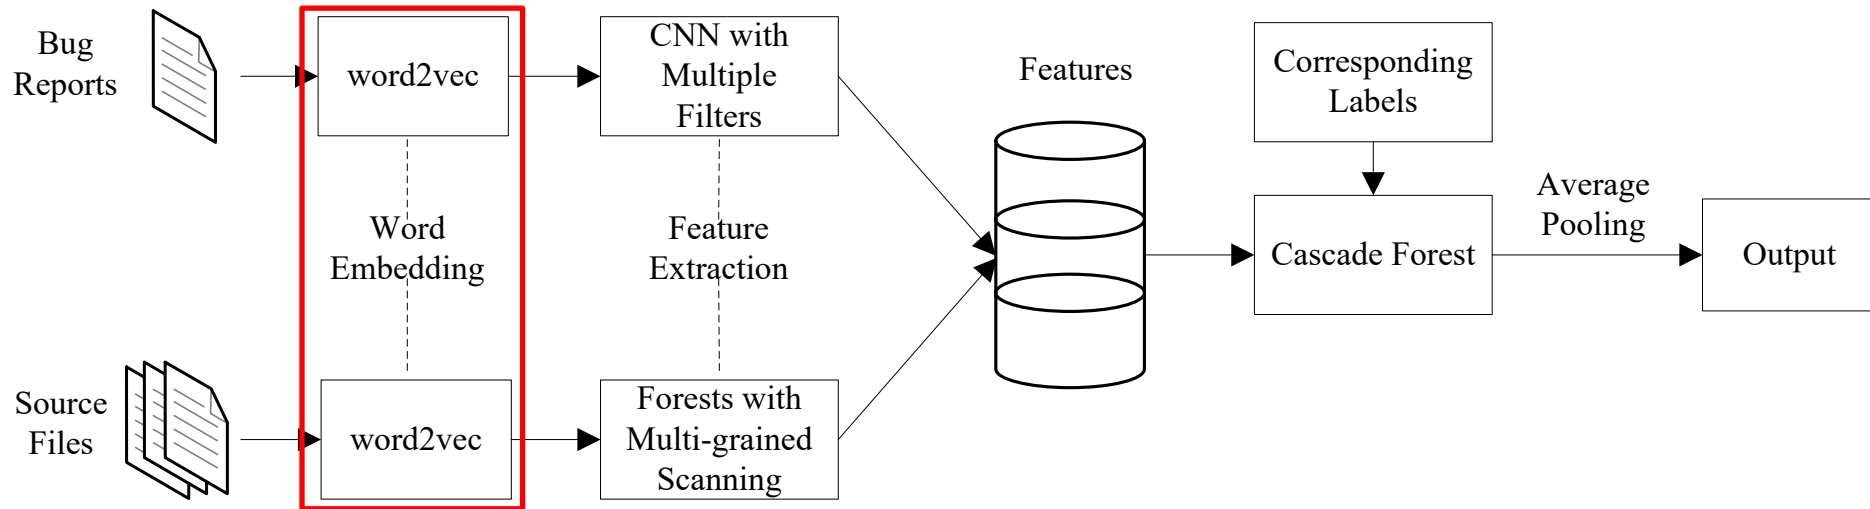 Bug
Reports
word2vec
CNN with
Multiple
Filters
Features
Corresponding
Labels
Word
Embedding
Feature
Extraction
Cascade Forest
Average
Pooling
Output
Source
Files
word2vec
Forests with
Multi-grained
Scanning